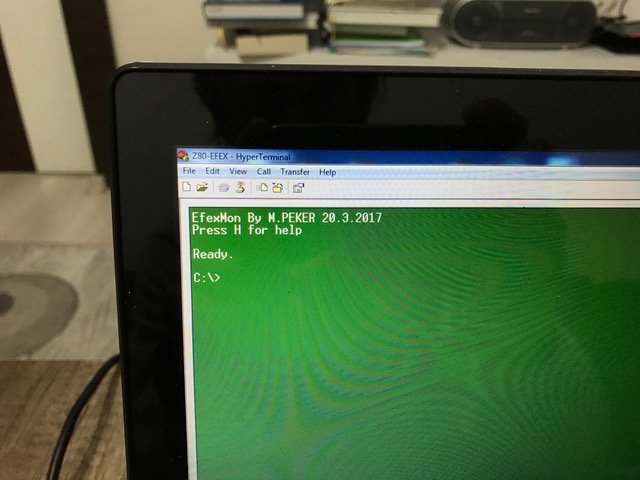 Z80-EFEX - HyperTerminal
File Edit View Call Transfer Help
EfexMon By M.PEKER 20.3.2017
Press H for help
Ready.
C:\>